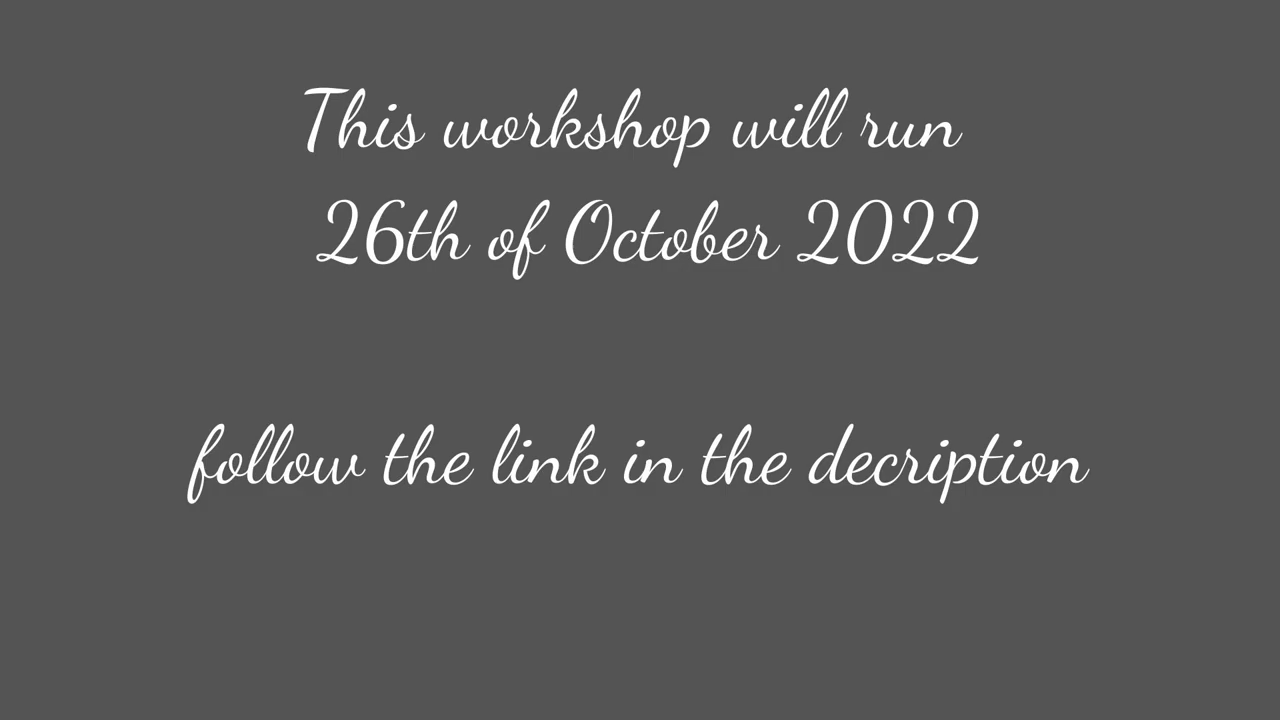 This workshop will run
26th of October 2022
follow the link in the decription